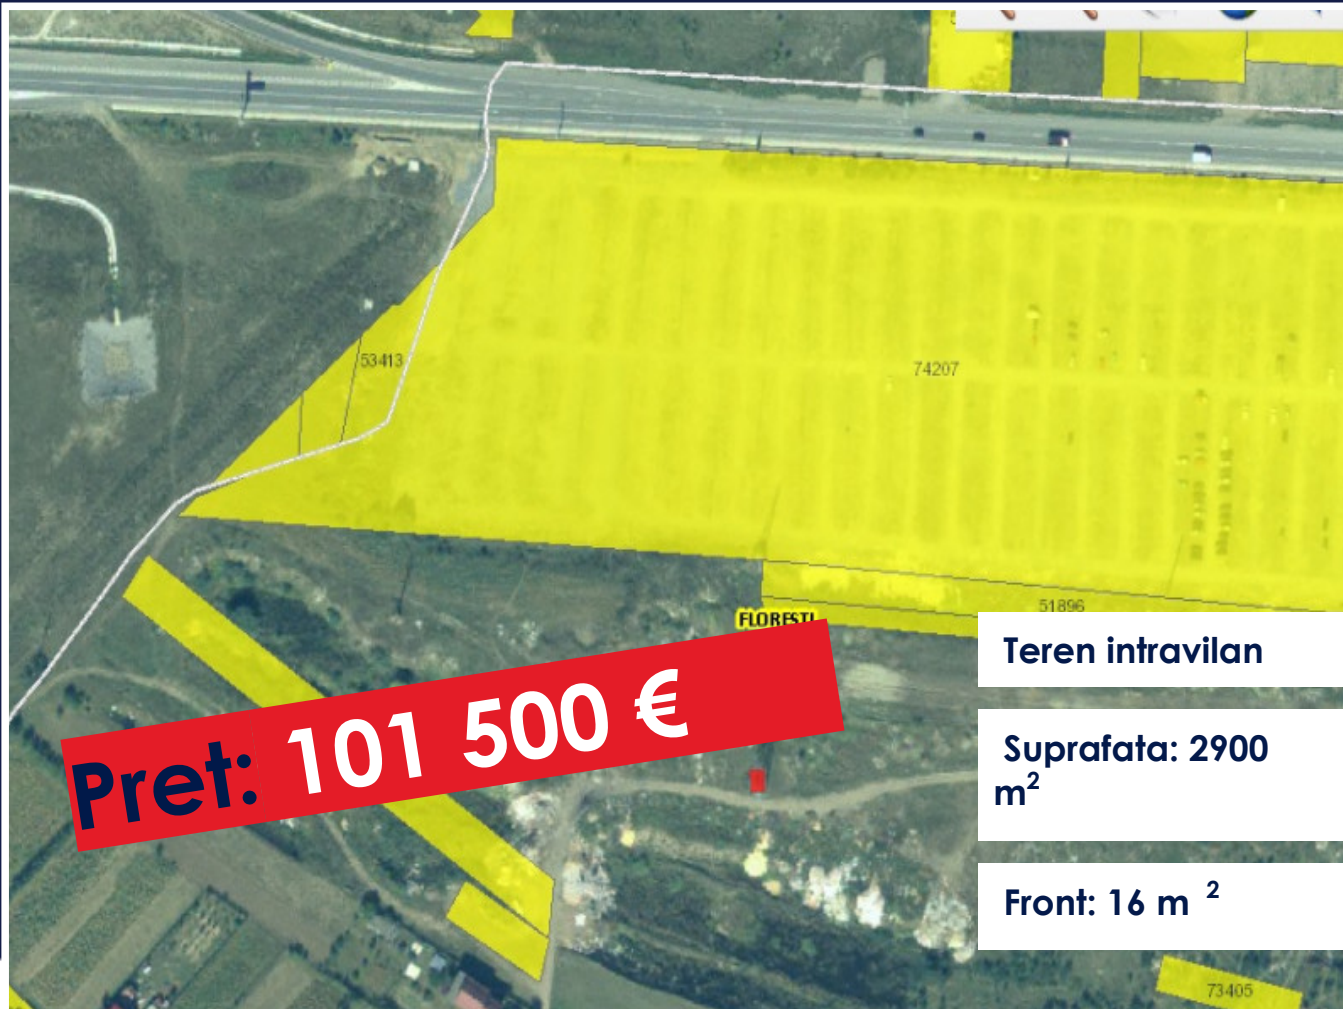 53413
74207
51896
FLORESTI
Teren intravilan
Pret: 101 500 €
Suprafata: 2900
m²
Front: 16 m ²
73405